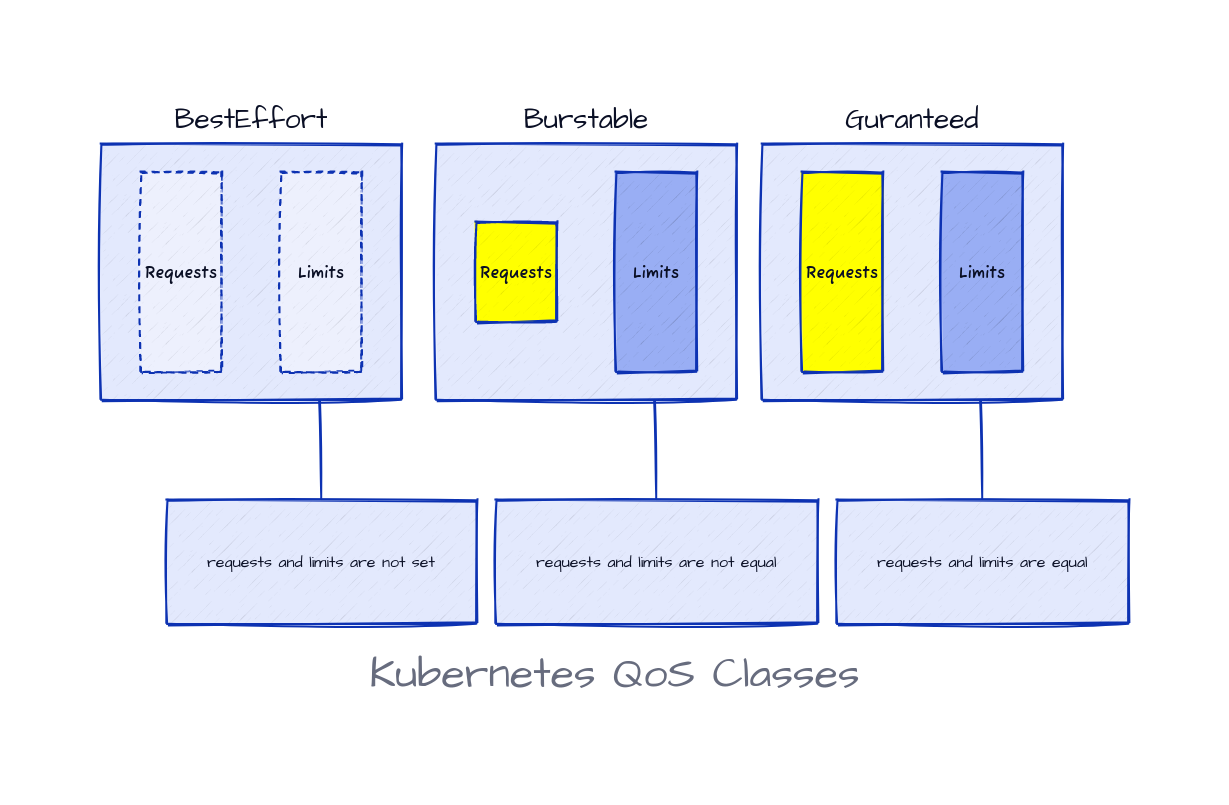 BestEffort
Burstable
Guranteed
Requests
Limits
Requests
Limits
Requests
Limits
requests and limits are not set
requests and limits are not equal
requests and limits are equal
Kubernetes QoS Classes